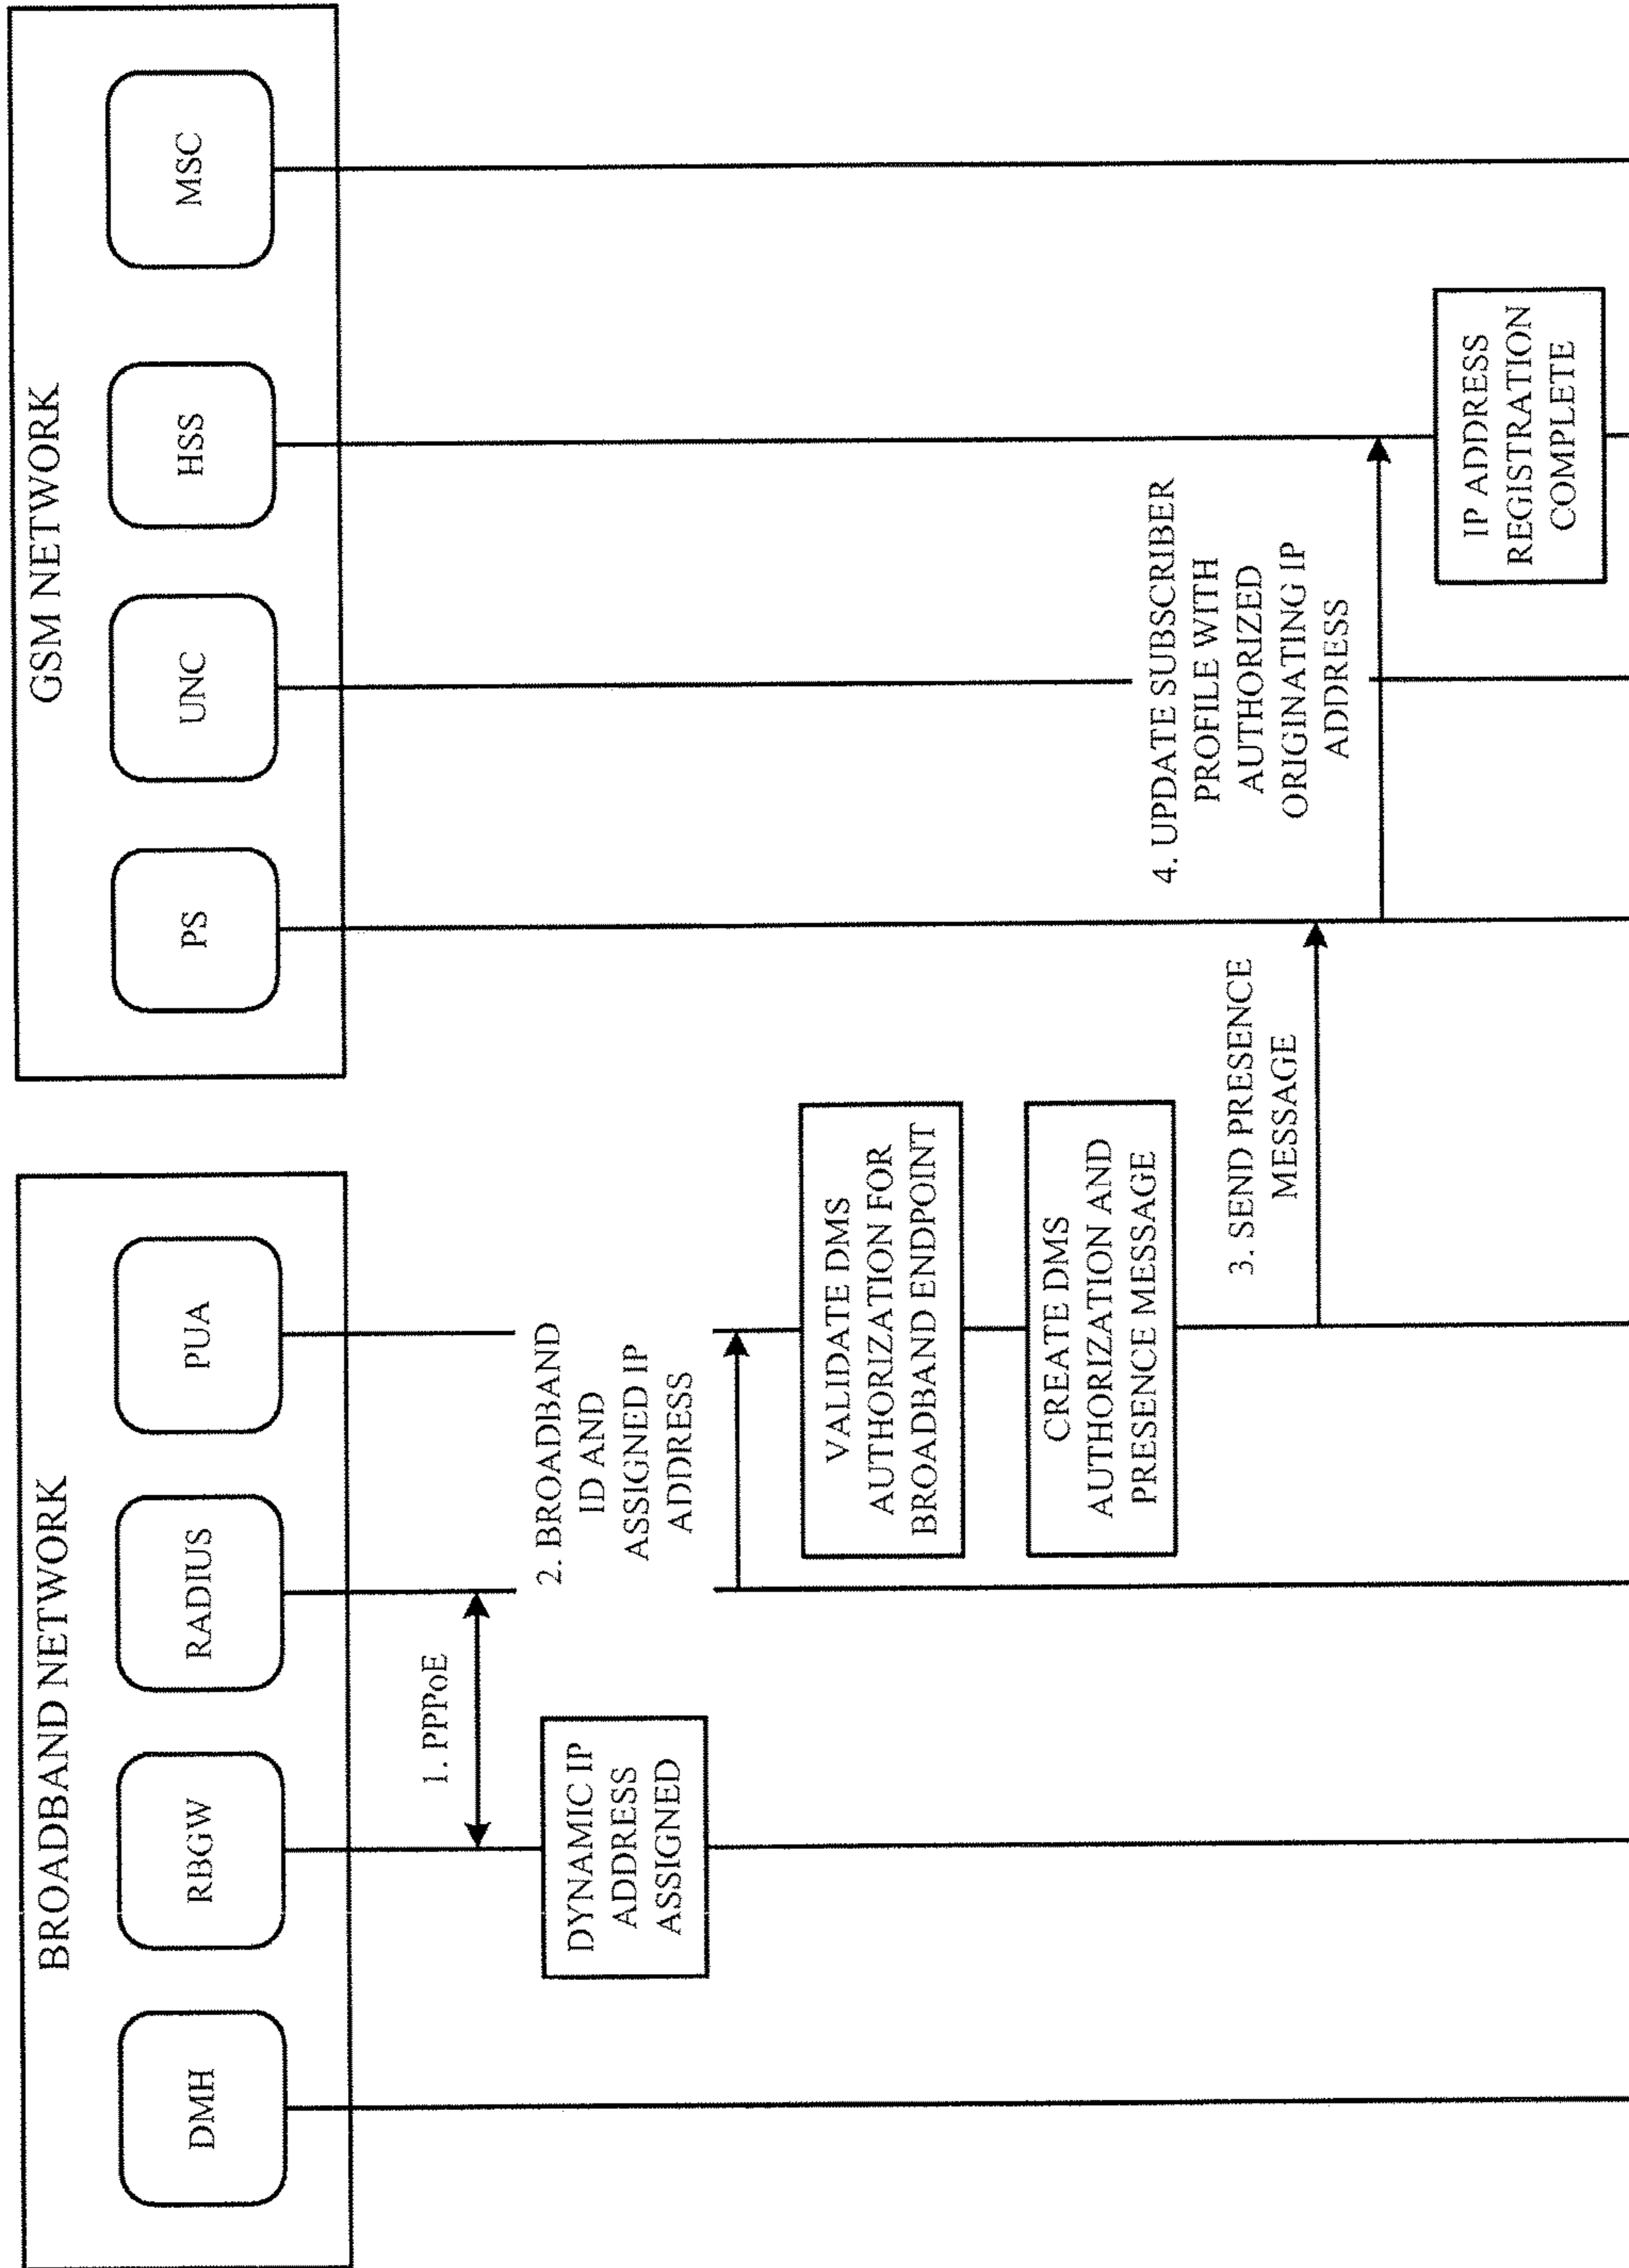 BROADBAND NETWORK
GSM NETWORK
DMH
RBGW
RADIUS
PUA
PS
UNC
HSS
MSC
1. PPPoE
DYNAMIC IP
ADDRESS
ASSIGNED
2. BROADBAND
ID AND
ASSIGNED IP
ADDRESS
VALIDATE DMS
AUTHORIZATION FOR
BROADBAND ENDPOINT
CREATE DMS
AUTHORIZATION AND
PRESENCE MESSAGE
3. SEND PRESENCE
MESSAGE
4. UPDATE SUBSCRIBER
PROFILE WITH
AUTHORIZED
ORIGINATING IP
ADDRESS
IP ADDRESS
REGISTRATION
COMPLETE